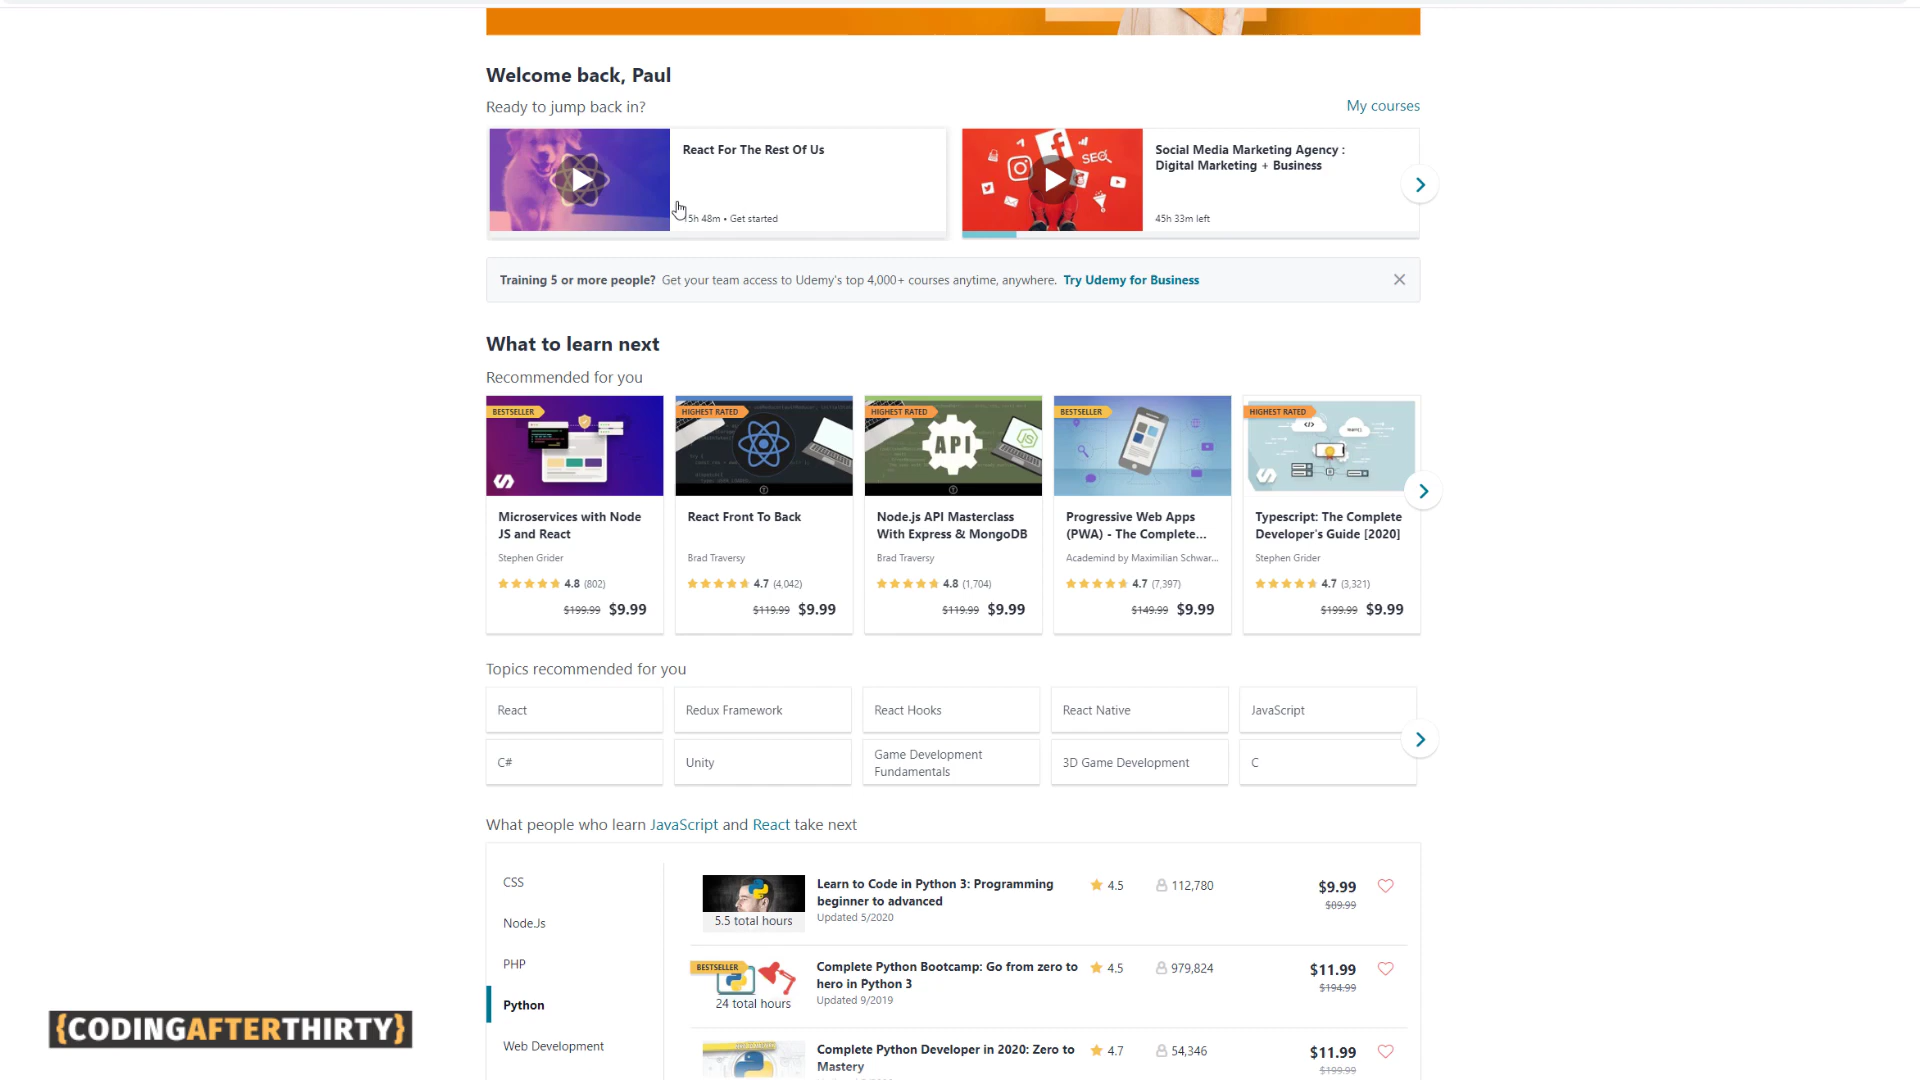 Welcome back, Paul
Ready to jump back in?
My courses
React For The Rest Of Us
15h 48m • Get started
SEO
Social Media Marketing Agency :
Digital Marketing + Business
45h 33m left
Training 5 or more people? Get your team access to Udemy's top 4,000+ courses anytime, anywhere. Try Udemy for Business
What to learn next
Recommended for you
BESTSELLER
Microservices with Node
JS and React
Stephen Grider
4.8 (802)
$199.99 $9.99
HIGHEST RATED
React Front To Back
Brad Traversy
4.7 (4,042)
$119.99 $9.99
HIGHEST RATED
API
Node.js API Masterclass
With Express & MongoDB
Brad Traversy
4.8 (1,704)
$119.99 $9.99
BESTSELLER
Progressive Web Apps
(PWA) - The Complete...
Academind by Maximilian Schwar...
4.7 (7,397)
$149.99 $9.99
HIGHEST RATED
Typescript: The Complete
Developer's Guide [2020]
Stephen Grider
4.7 (3,321)
$199.99 $9.99
Topics recommended for you
React
Redux Framework
React Hooks
React Native
JavaScript
C#
Unity
Game Development
Fundamentals
3D Game Development
C
What people who learn JavaScript and React take next
CSS
Node.Js
PHP
Python
Web Development
5.5 total hours
Learn to Code in Python 3: Programming
beginner to advanced
Updated 5/2020
4.5
112,780
$9.99
$89.99
BESTSELLER
24 total hours
Complete Python Bootcamp: Go from zero to
hero in Python 3
Updated 9/2019
4.5
979,824
$11.99
$194.99
Complete Python Developer in 2020: Zero to
Mastery
4.7
54,346
$11.99
$199.99
{CODINGAFTERTHIRTY}